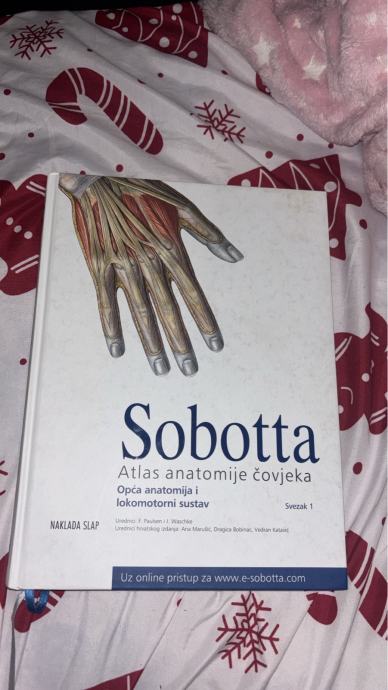 Sobotta
Atlas anatomije čovjeka
Opća anatomija i
lokomotorni sustav
Svezak 1
NAKLADA SLAP
Urednici: F. Paulsen i J. Waschke
Urednici hrvatskog izdanja: Ana Marušić, Dragica Bobinac, Vedran Katavić
Uz online pristup za www.e-sobotta.com